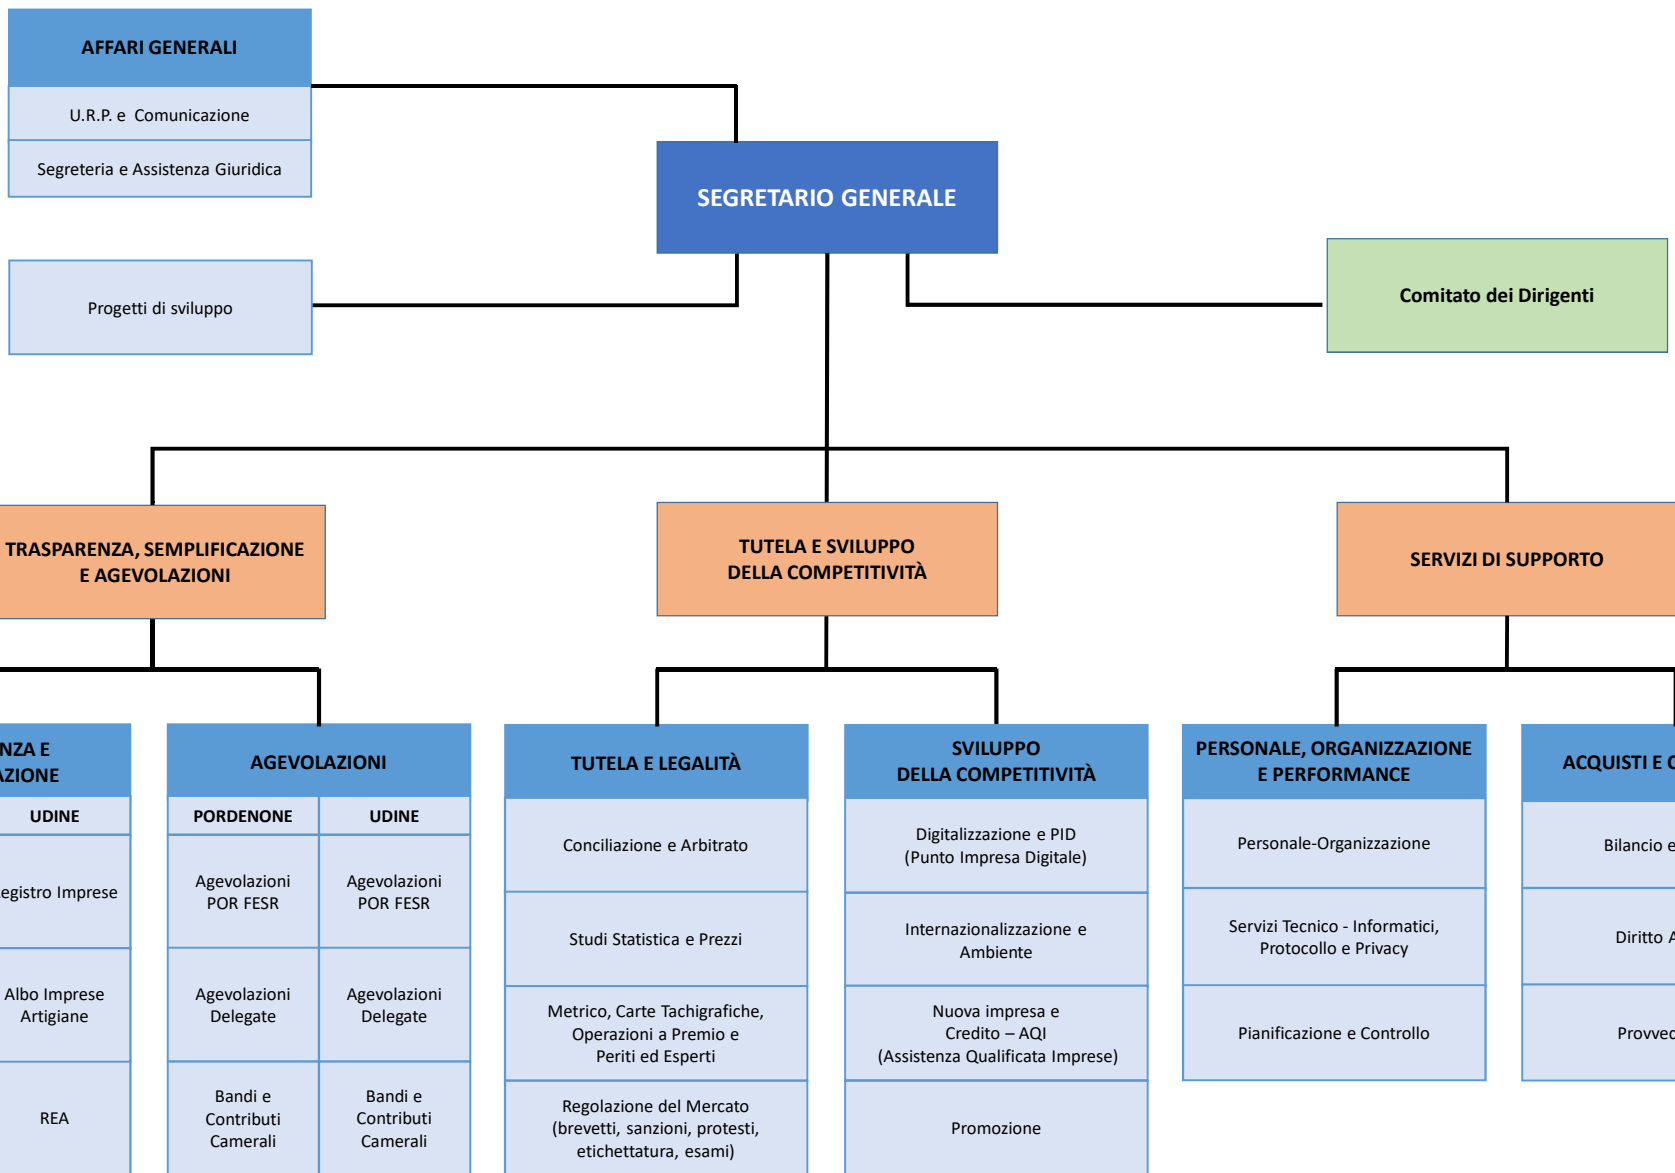 AFFARI GENERALI
U.R.P. e Comunicazione
Segreteria e Assistenza Giuridica
SEGRETARIO GENERALE
Progetti di sviluppo
Comitato dei Dirigenti
TRASPARENZA, SEMPLIFICAZIONE
E AGEVOLAZIONI
TUTELA E SVILUPPO
DELLA COMPETITIVITÀ
SERVIZI DI SUPPORTO
E
UDINE
Imprese
Albo Imprese
Artigiane
REA
AGEVOLAZIONI
PORDENONE
UDINE
Agevolazioni
POR FESR
Agevolazioni
POR FESR
Agevolazioni
Delegate
Agevolazioni
Delegate
Bandi e
Contributi
Camerali
Bandi e
Contributi
Camerali
TUTELA E LEGALITÀ
Conciliazione e Arbitrato
Studi Statistica e Prezzi
Metrico, Carte Tachigrafiche,
Operazioni a Premio e
Periti ed Esperti
Regolazione del Mercato
(brevetti, sanzioni, protesti,
etichettatura, esami)
SVILUPPO
DELLA COMPETITIVITÀ
Digitalizzazione e PID
(Punto Impresa Digitale)
Internazionalizzazione e
Ambiente
Nuova impresa e
Credito – AQI
(Assistenza Qualificata Imprese)
Promozione
PERSONALE, ORGANIZZAZIONE
E PERFORMANCE
Personale-Organizzazione
Servizi Tecnico - Informatici,
Protocollo e Privacy
Pianificazione e Controllo
ACQUISTI E
Bilancio e
Diritto